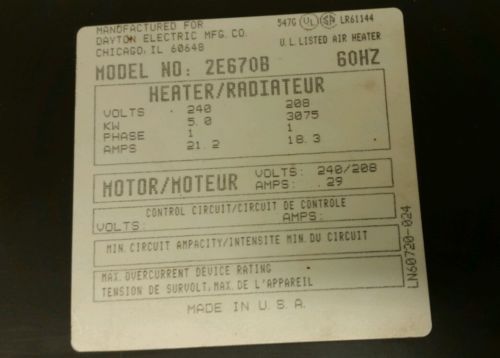 MANUFACTURED FOR
DAYTON ELECTRIC MFG. CO.
CHICAGO, IL 60648
547G UL SA LR61144
U.L. LISTED AIR HEATER
MODEL NO: 2E670B 60HZ
HEATER/RADIATEUR
VOLTS 240 208
KW 5.0 3075
PHASE 1 1
AMPS 21.2 18.3
MOTOR/MOTEUR VOLTS: 240/208
AMPS: .29
CONTROL CIRCUIT/CIRCUIT DE CONTROLE
VOLTS: AMPS:
MIN. CIRCUIT AMPACITY/INTENSITE MIN. DU CIRCUIT
MAX. OVERCURRENT DEVICE RATING
TENSION DE SURVOLT, MAX. DE L'APPAREIL
MADE IN U.S.A.
LN60720-024